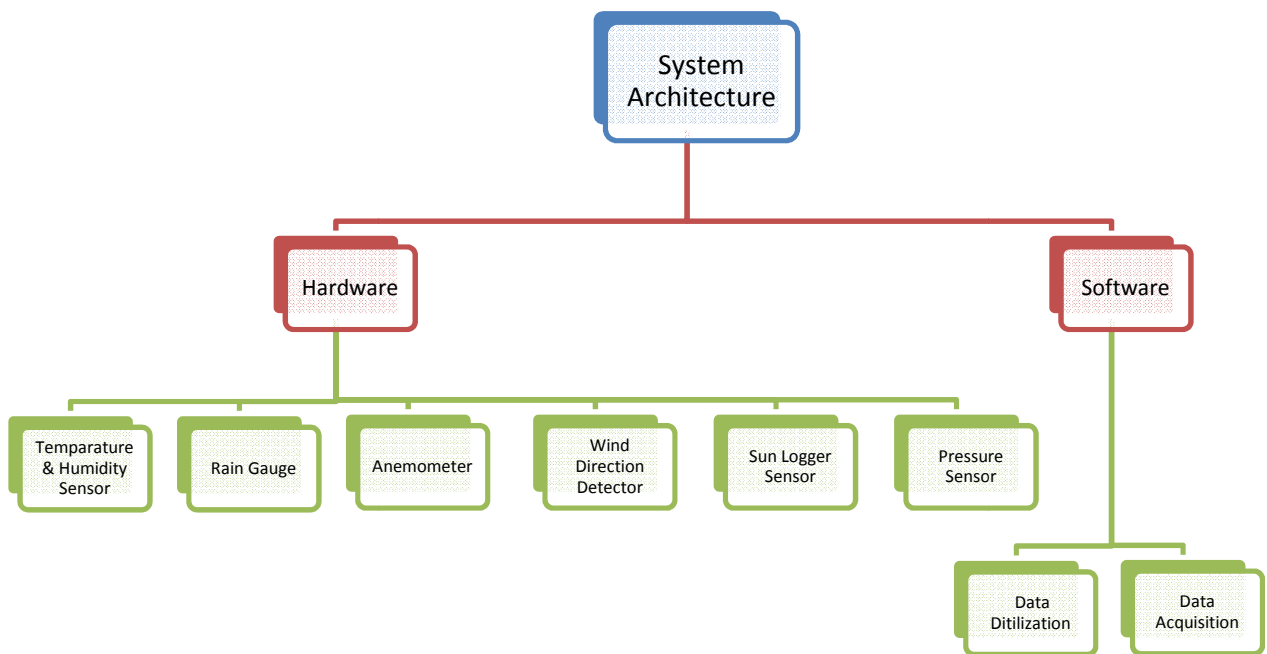 System
Architecture
Hardware
Software
Temparature
& Humidity
Sensor
Rain Gauge
Anemometer
Wind
Direction
Detector
Sun Logger
Sensor
Pressure
Sensor
Data
Ditilization
Data
Acquisition